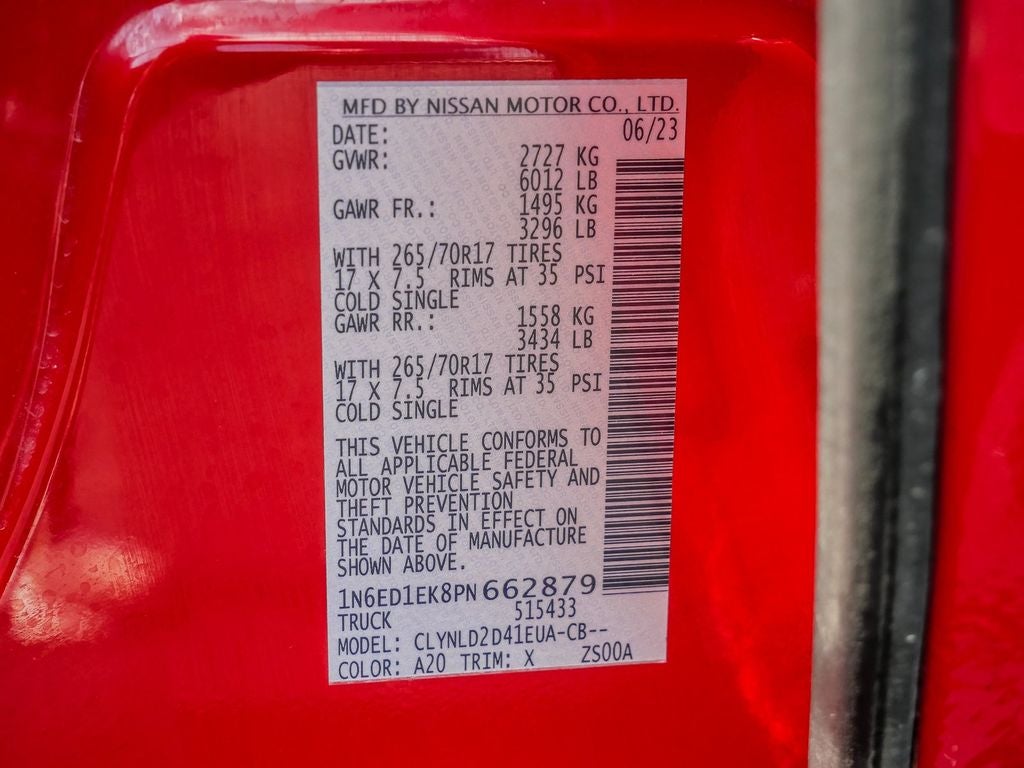 MFD BY NISSAN MOTOR CO., LTD.
DATE: 06/23
GVWR: 2727 KG
6012 LB
GAWR FR.: 1495 KG
3296 LB
WITH 265/70R17 TIRES
17 X 7.5 RIMS AT 35 PSI
COLD SINGLE
GAWR RR.: 1558 KG
3434 LB
WITH 265/70R17 TIRES
17 X 7.5 RIMS AT 35 PSI
COLD SINGLE
THIS VEHICLE CONFORMS TO
ALL APPLICABLE FEDERAL
MOTOR VEHICLE SAFETY AND
THEFT PREVENTION
STANDARDS IN EFFECT ON
THE DATE OF MANUFACTURE
SHOWN ABOVE.
1N6ED1EK8PN662879
TRUCK 515433
MODEL: CLYNLD2D41EUA-CB--
COLOR: A20 TRIM: X ZS00A